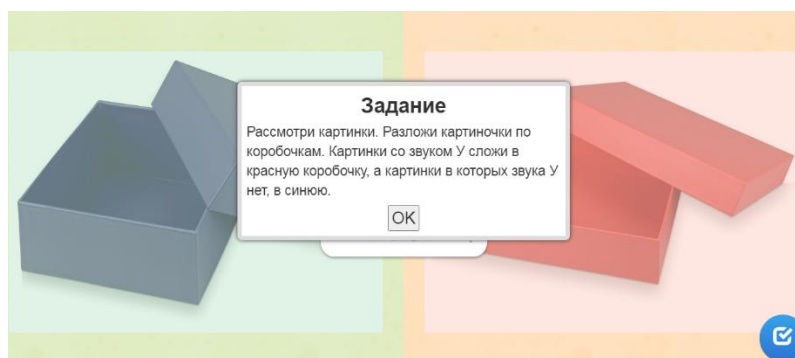 Задание
Рассмотри картинки. Разложи картиночки по
коробочкам. Картинки со звуком У сложи в
красную коробочку, а картинки в которых звука У
нет, в синюю.
OK